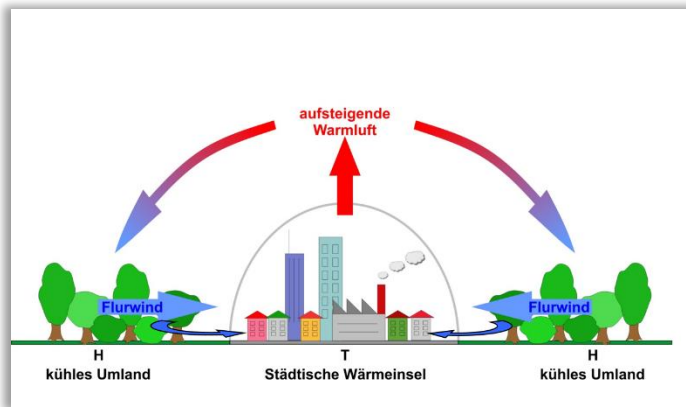 aufsteigende
Warmluft
Flurwind
Flurwind
H
T
H
kühles Umland
Städtische Wärmeinsel
kühles Umland